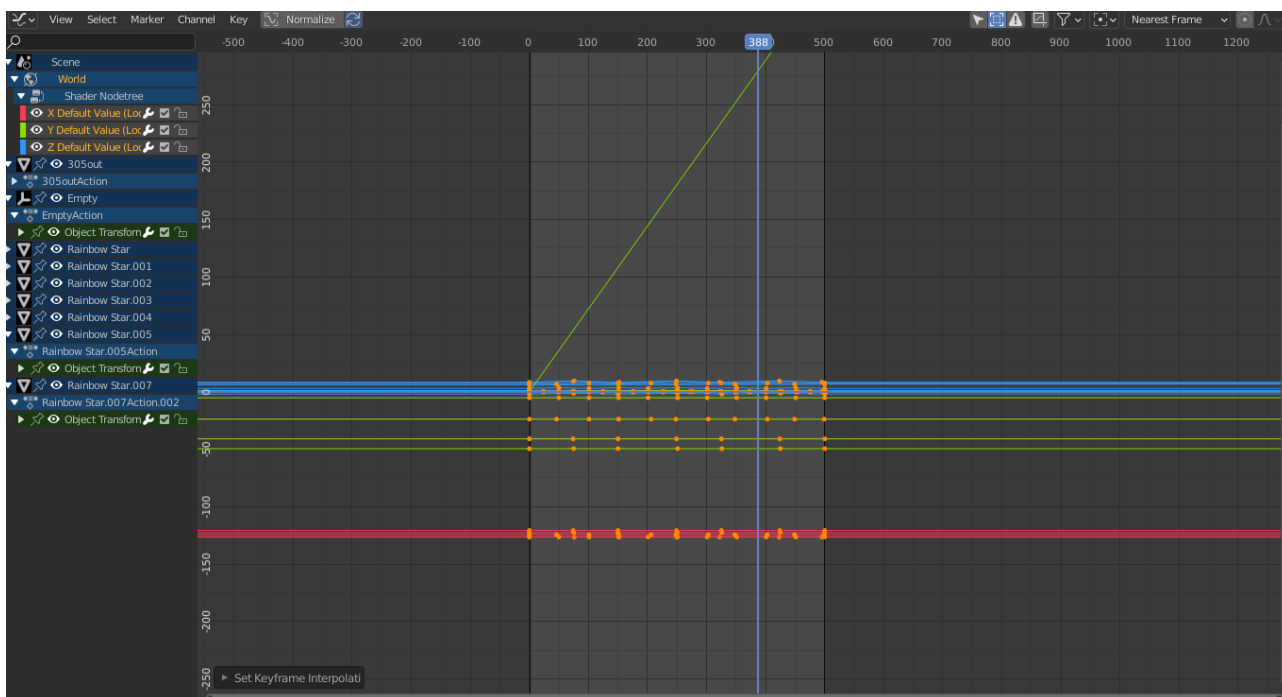 View Select Marker Channel Key Normalize Nearest Frame
-500 -400 -300 -200 -100 0 100 200 300 388 500 600 700 800 900 1000 1100 1200
Scene
World
Shader Nodetree
X Default Value (Loc
Y Default Value (Loc
Z Default Value (Loc
305out
305outAction
Empty
EmptyAction
Object Transforn
Rainbow Star
Rainbow Star.001
Rainbow Star.002
Rainbow Star.003
Rainbow Star.004
Rainbow Star.005
Rainbow Star.005Action
Object Transforn
Rainbow Star.007
Rainbow Star.007Action.002
Object Transforn
250
200
150
100
50
0
-50
-100
-150
-200
-250
Set Keyframe Interpolati